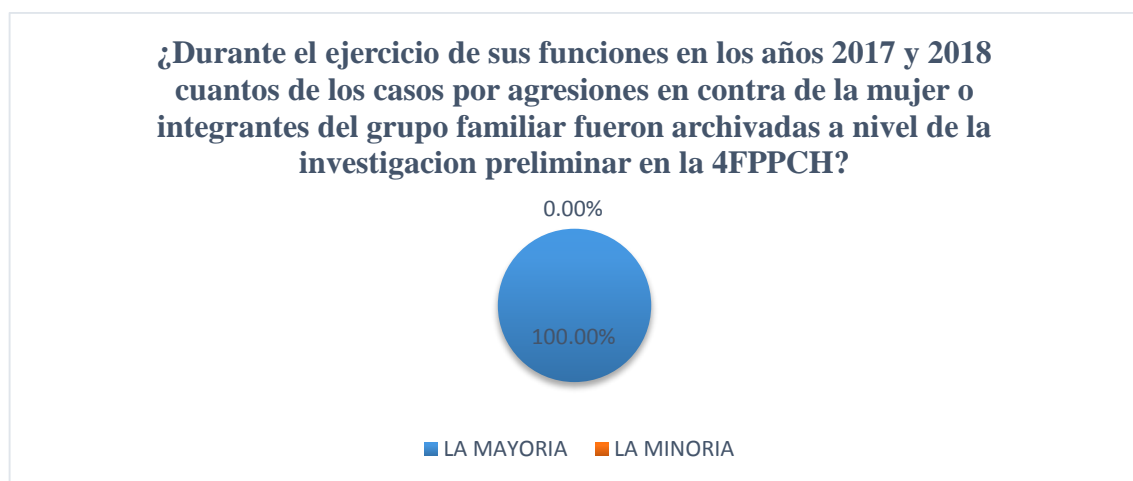 ¿Durante el ejercicio de sus funciones en los años 2017 y 2018
cuantos de los casos por agresiones en contra de la mujer o
integrantes del grupo familiar fueron archivadas a nivel de la
investigacion preliminar en la 4FPPCH?
0.00%
100.00%
LA MAYORIA LA MINORIA